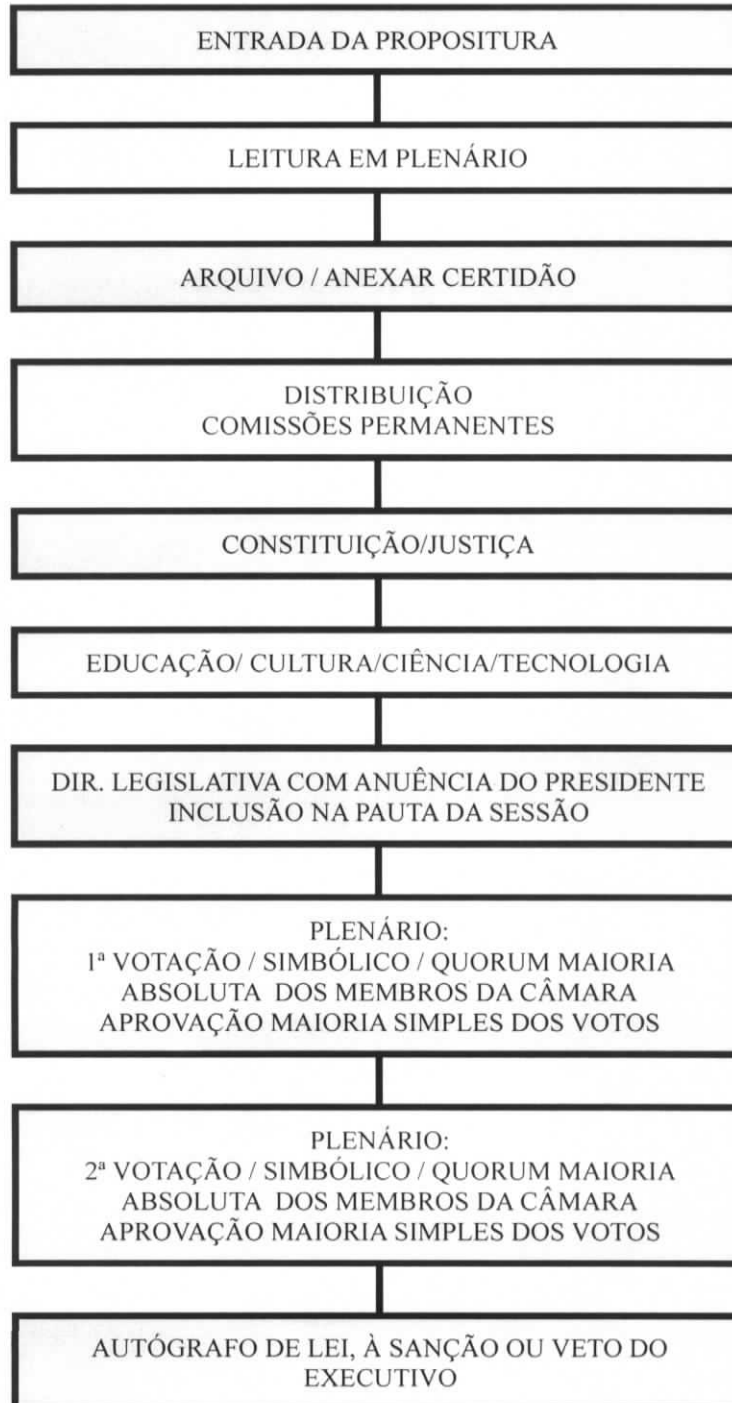 ENTRADA DA PROPOSITURA
LEITURA EM PLENÁRIO
ARQUIVO / ANEXAR CERTIDÃO
DISTRIBUIÇÃO
COMISSÕES PERMANENTES
CONSTITUIÇÃO/JUSTIÇA
EDUCAÇÃO/ CULTURA/CIÊNCIA/TECNOLOGIA
DIR. LEGISLATIVA COM ANUÊNCIA DO PRESIDENTE
INCLUSÃO NA PAUTA DA SESSÃO
PLENÁRIO:
1ª VOTAÇÃO / SIMBÓLICO / QUORUM MAIORIA
ABSOLUTA DOS MEMBROS DA CÂMARA
APROVAÇÃO MAIORIA SIMPLES DOS VOTOS
PLENÁRIO:
2ª VOTAÇÃO / SIMBÓLICO / QUORUM MAIORIA
ABSOLUTA DOS MEMBROS DA CÂMARA
APROVAÇÃO MAIORIA SIMPLES DOS VOTOS
AUTÓGRAFO DE LEI, À SANÇÃO OU VETO DO
EXECUTIVO